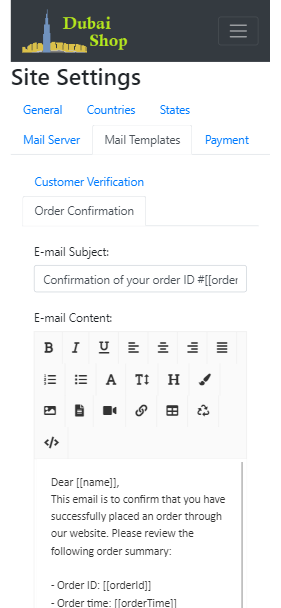 Dubai
Shop
Site Settings
General Countries States
Mail Server Mail Templates Payment
Customer Verification
Order Confirmation
E-mail Subject:
Confirmation of your order ID #[[order
E-mail Content:
B I U
A T H
</>
Dear [[name]],
This email is to confirm that you have
successfully placed an order through
our website. Please review the
following order summary:
- Order ID: [[orderId]]
- Order time: [[orderTime]]